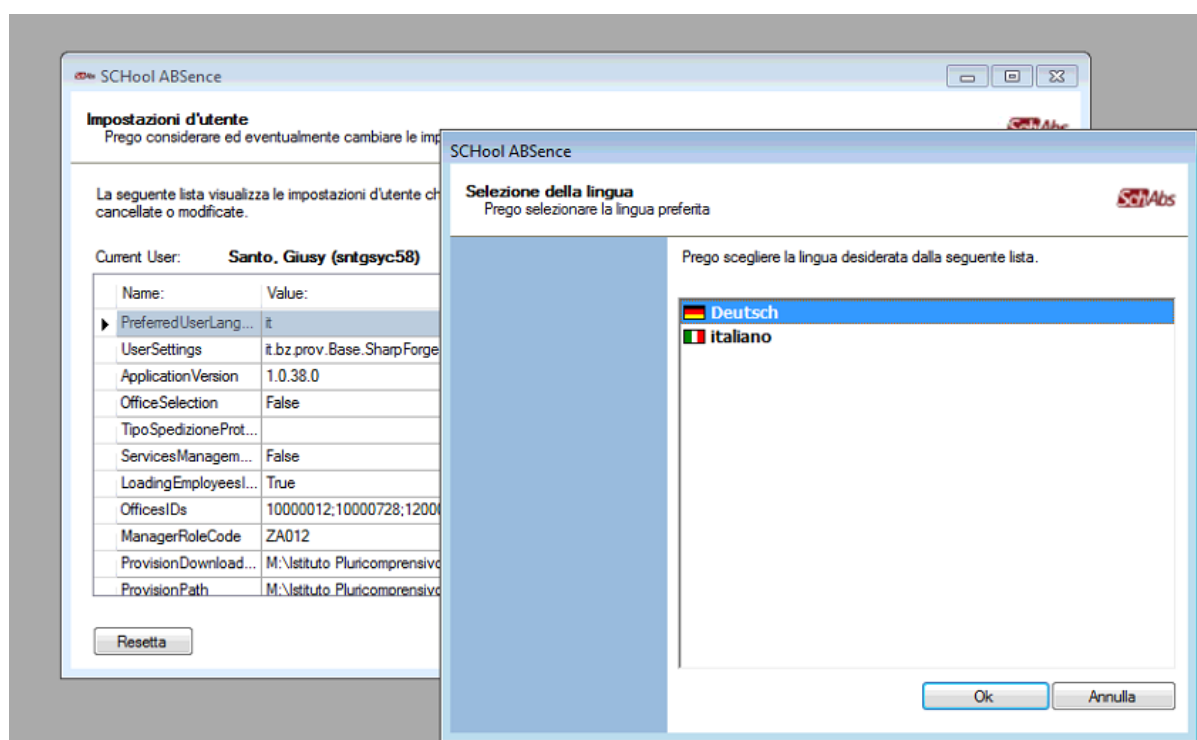 SCHool ABSence
Impostazioni d'utente
Prego considerare ed eventualmente cambiare le imp
La seguente lista visualizza le impostazioni d'utente ch
cancellate o modificate.
Current User: Santo, Giusy (sntgsyc58)
Name: Value:
PreferredUserLang... it
UserSettings it.bz.prov.Base.SharpForge
ApplicationVersion 1.0.38.0
OfficeSelection False
TipoSpedizioneProt...
ServicesManagem... False
LoadingEmployeesI... True
OfficesIDs 10000012;10000728;12000
ManagerRoleCode ZA012
ProvisionDownload... M:\Istituto Pluricomprensivo
ProvisionPath M:\Istituto Pluricomprensivo
Resetta
SCHool ABSence
Selezione della lingua
Prego selezionare la lingua preferita
SchAbs
Prego scegliere la lingua desiderata dalla seguente lista.
Deutsch
italiano
Ok Annulla